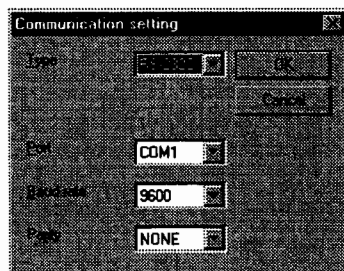 Communication setting
Type
OK
Cancel
Port
COM1
Baudrate
9600
Parity
NONE